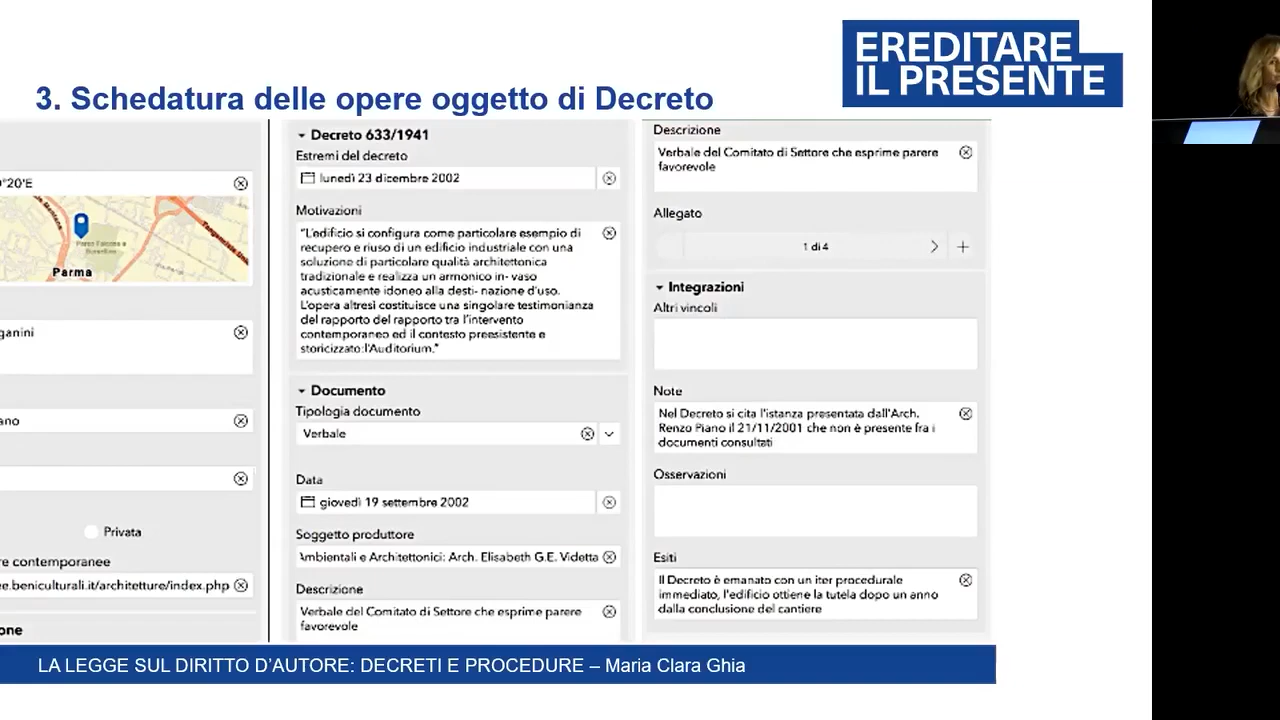 EREDITARE
IL PRESENTE
3. Schedatura delle opere oggetto di Decreto
°20'E
Parma
ganini
ano
Privata
re contemporanee
ee.beniculturali.it/architetture/index.php
one
Decreto 633/1941
Estremi del decreto
lunedì 23 dicembre 2002
Motivazioni
"L'edificio si configura come particolare esempio di
recupero e riuso di un edificio industriale con una
soluzione di particolare qualità architettonica
tradizionale e realizza un armonico in- vaso
acusticamente idoneo alla desti- nazione d'uso.
L'opera altresì costituisce una singolare testimonianza
del rapporto del rapporto tra l'intervento
contemporaneo ed il contesto preesistente e
storicizzato:l'Auditorium."
Documento
Tipologia documento
Verbale
Data
giovedì 19 settembre 2002
Soggetto produttore
Ambientali e Architettonici: Arch. Elisabeth G.E. Videtta
Descrizione
Verbale del Comitato di Settore che esprime parere
favorevole
Descrizione
Verbale del Comitato di Settore che esprime parere
favorevole
Allegato
1 di 4
Integrazioni
Altri vincoli
Note
Nel Decreto si cita l'istanza presentata dall'Arch.
Renzo Piano il 21/11/2001 che non è presente fra i
documenti consultati
Osservazioni
Esiti
Il Decreto è emanato con un iter procedurale
immediato, l'edificio ottiene la tutela dopo un anno
dalla conclusione del cantiere
LA LEGGE SUL DIRITTO D'AUTORE: DECRETI E PROCEDURE – Maria Clara Ghia